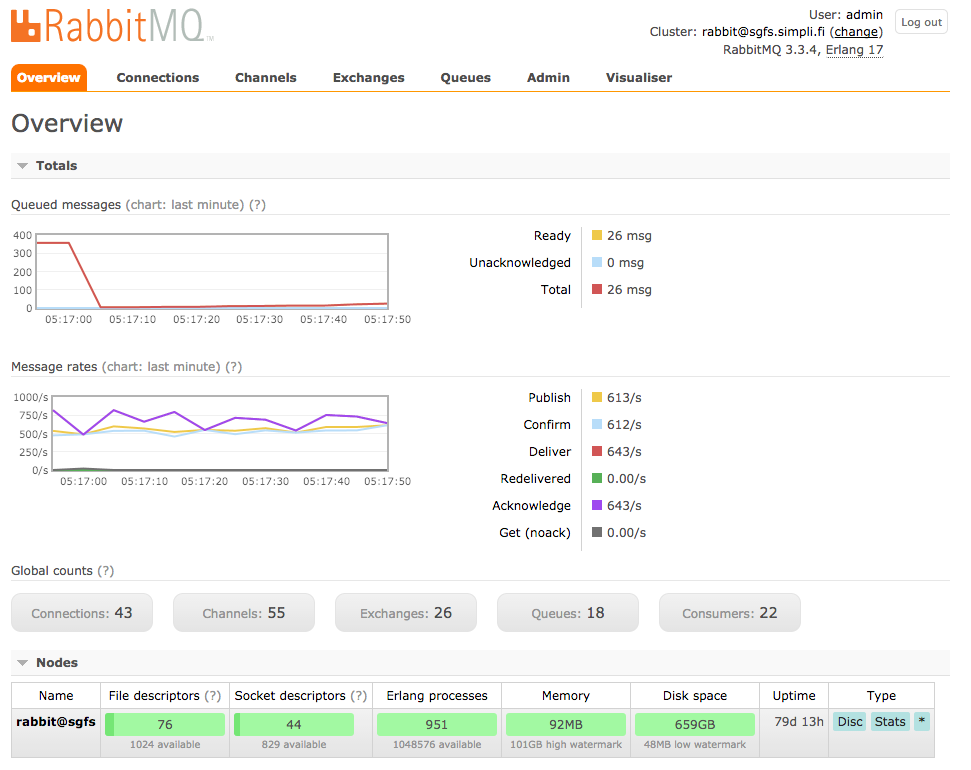 RabbitMQ TM
User: admin
Cluster: rabbit@sgfs.simpli.fi (change)
RabbitMQ 3.3.4, Erlang 17
Log out
Overview Connections Channels Exchanges Queues Admin Visualiser
Overview
Totals
Queued messages (chart: last minute) (?)
400
300
200
100
0
05:17:00 05:17:10 05:17:20 05:17:30 05:17:40 05:17:50
Ready 26 msg
Unacknowledged 0 msg
Total 26 msg
Message rates (chart: last minute) (?)
1000/s
750/s
500/s
250/s
0/s
05:17:00 05:17:10 05:17:20 05:17:30 05:17:40 05:17:50
Publish 613/s
Confirm 612/s
Deliver 643/s
Redelivered 0.00/s
Acknowledge 643/s
Get (noack) 0.00/s
Global counts (?)
Connections: 43 Channels: 55 Exchanges: 26 Queues: 18 Consumers: 22
Nodes
Name File descriptors (?) Socket descriptors (?) Erlang processes Memory Disk space Uptime Type
rabbit@sgfs 76 44 951 92MB 659GB 79d 13h Disc Stats *
1024 available 829 available 1048576 available 101GB high watermark 48MB low watermark